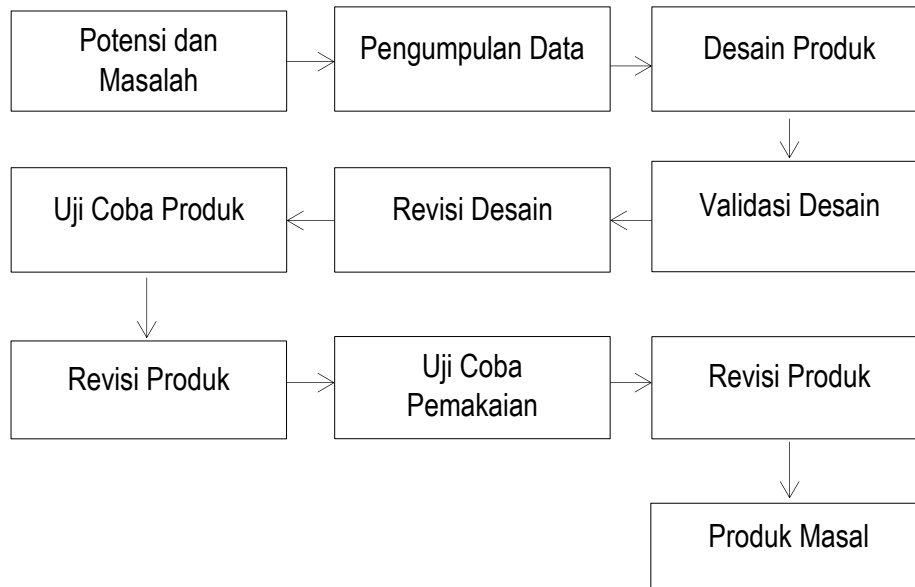 Potensi dan
Masalah
Pengumpulan Data
Desain Produk
Validasi Desain
Revisi Desain
Uji Coba Produk
Revisi Produk
Uji Coba
Pemakaian
Revisi Produk
Produk Masal